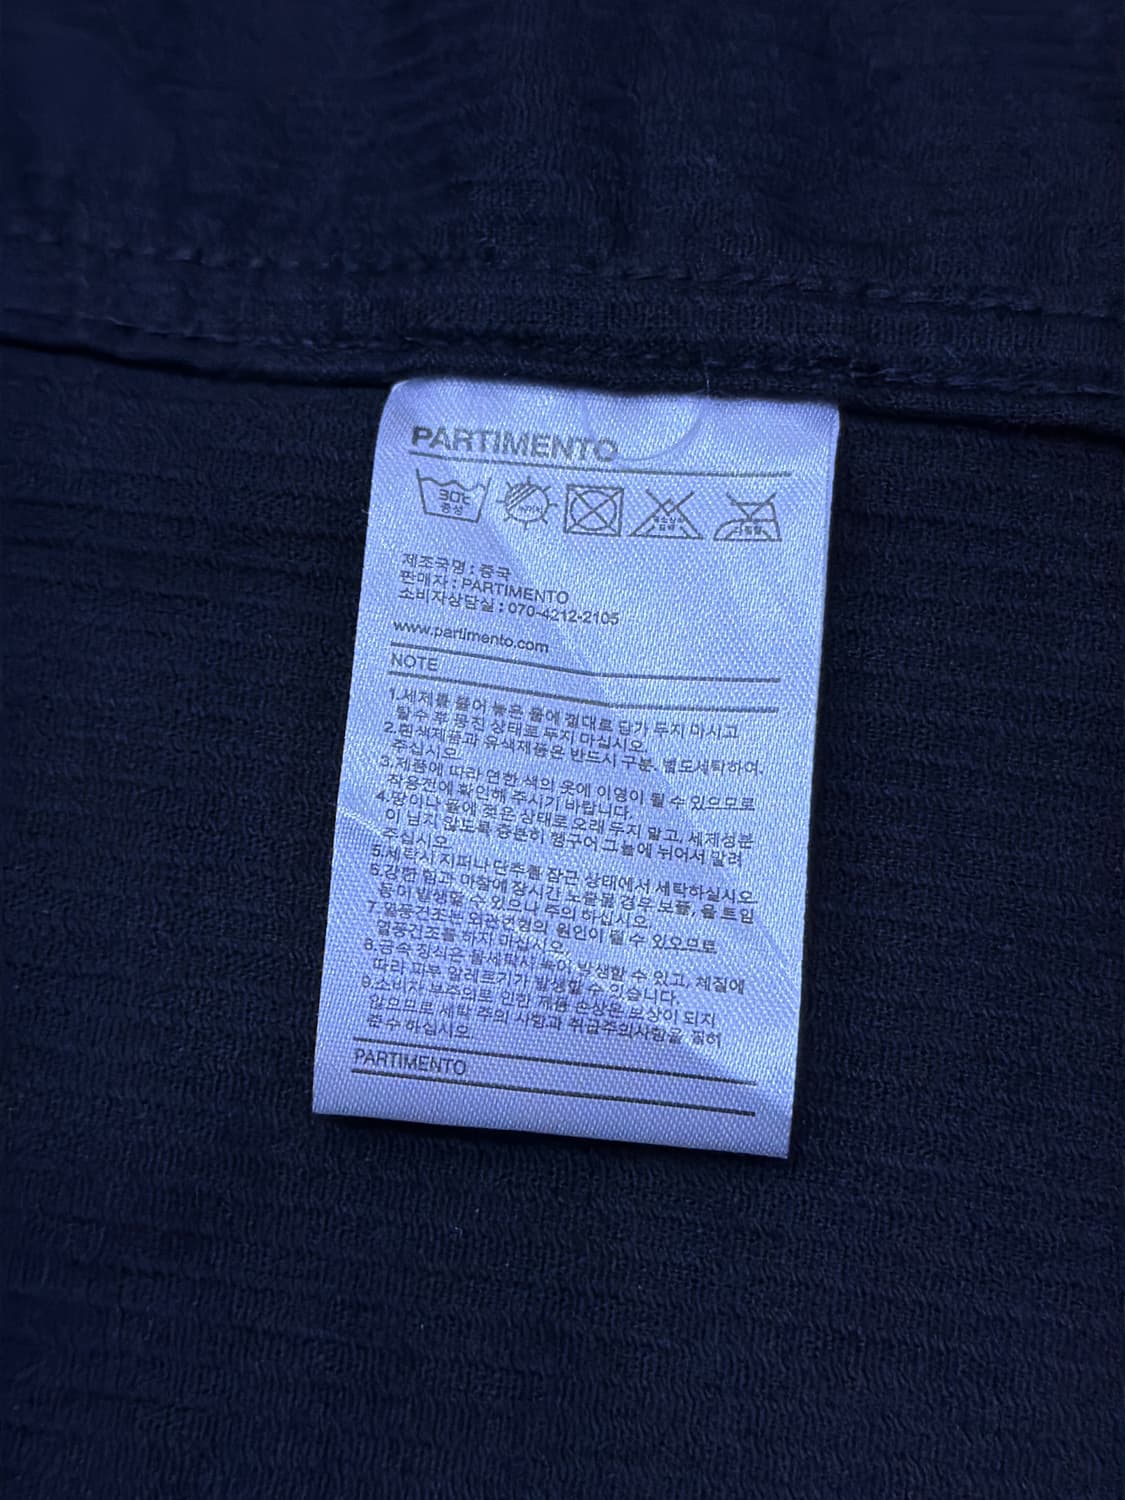 PARTIMENTO
30℃
중성
염소표백
제조국명 : 중국
판매자 : PARTIMENTO
소비자상담실 : 070-4212-2105
www.partimento.com
NOTE
1.세제를 풀어 놓은 물에 절대로 담가 두지 마시고
탈수 후 뭉친 상태로 두지 마십시오.
2.흰색제품과 유색제품은 반드시 구분. 별도세탁하여.
주십시오.
3.제품에 따라 연한 색의 옷에 이염이 될 수 있으므로
착용전에 확인해 주시기 바랍니다.
4.땀이나 물에 젖은 상태로 오래 두지 말고, 세제성분
이 남지 않도록 충분히 헹구어 그늘에 뉘어서 말려
주십시오.
5.세탁시 지퍼나 단추를 잠근 상태에서 세탁하십시오
6.강한 힘과 마찰에 장시간 노출될 경우 보풀, 올 트임
등이 발생할 수 있으니 주의 하십시오.
7.열풍건조는 외관변형의 원인이 될 수 있으므로
열풍건조를 하지 마십시오.
8.금속 장식은 물세탁시 녹이 발생할 수 있고, 체질에
따라 피부 알레르기가 발생할 수 있습니다.
9.소비자 부주의로 인한 제품 손상은 보상이 되지
않으므로 세탁 주의 사항과 취급주의사항을 필히
준수 하십시오.
PARTIMENTO